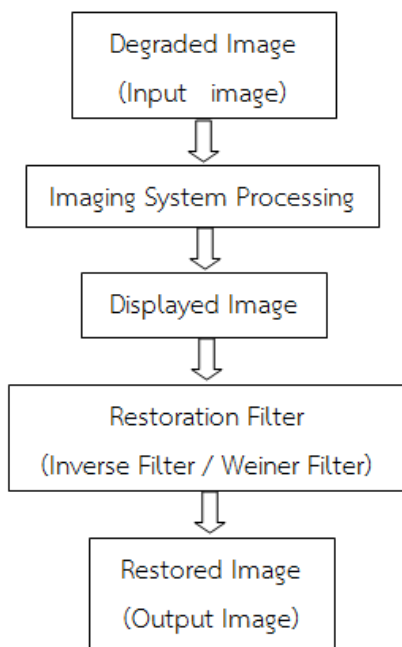 Degraded Image
(Input image)
Imaging System Processing
Displayed Image
Restoration Filter
(Inverse Filter / Weiner Filter)
Restored Image
(Output Image)